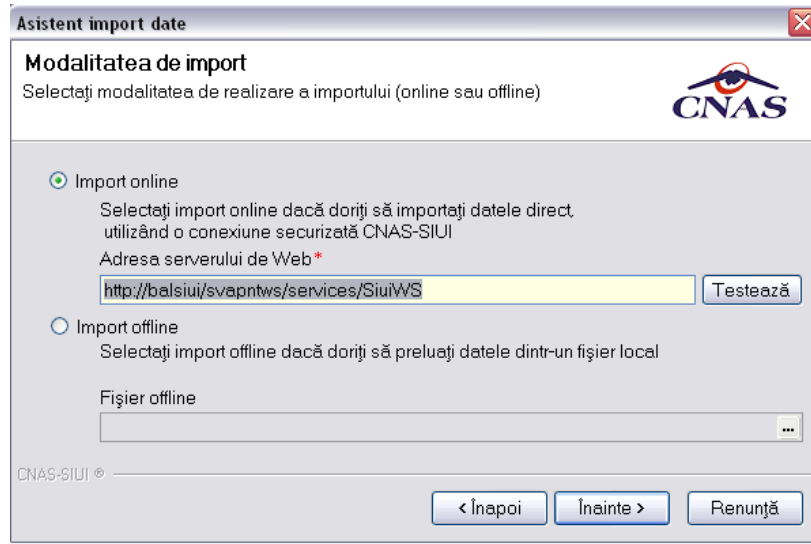 Asistent import date
Modalitatea de import
Selectaţi modalitatea de realizare a importului (online sau offline)
CNAS
Import online
Selectaţi import online dacă doriţi să importaţi datele direct,
utilizând o conexiune securizată CNAS-SIUI
Adresa serverului de Web*
http://balsiui/svapntws/services/SiuiWS
Testează
Import offline
Selectaţi import offline dacă doriţi să preluaţi datele dintr-un fişier local
Fişier offline
...
CNAS-SIUI ®
< Înapoi
Înainte >
Renunţă